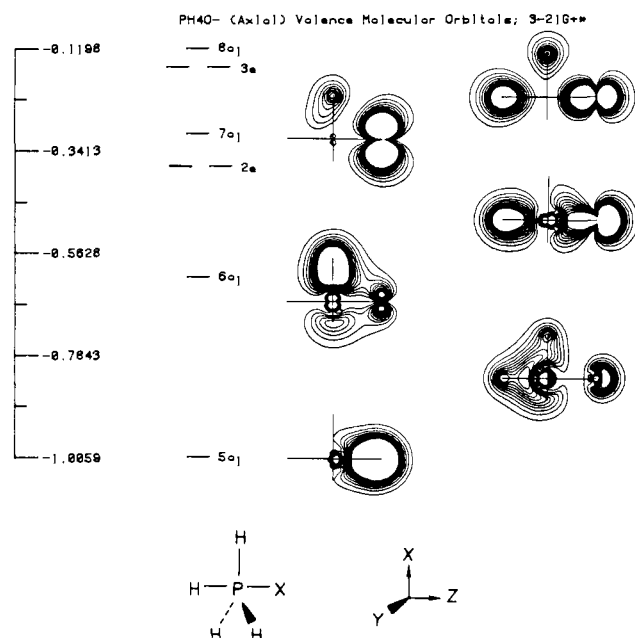 PH4O- (Axial) Valence Molecular Orbitals; 3-21G+*
-0.1198
8a1
3e
7a1
-0.3413
2e
-0.5628
6a1
-0.7843
-1.0059
5a1
H
H P X
H H
X
Y Z